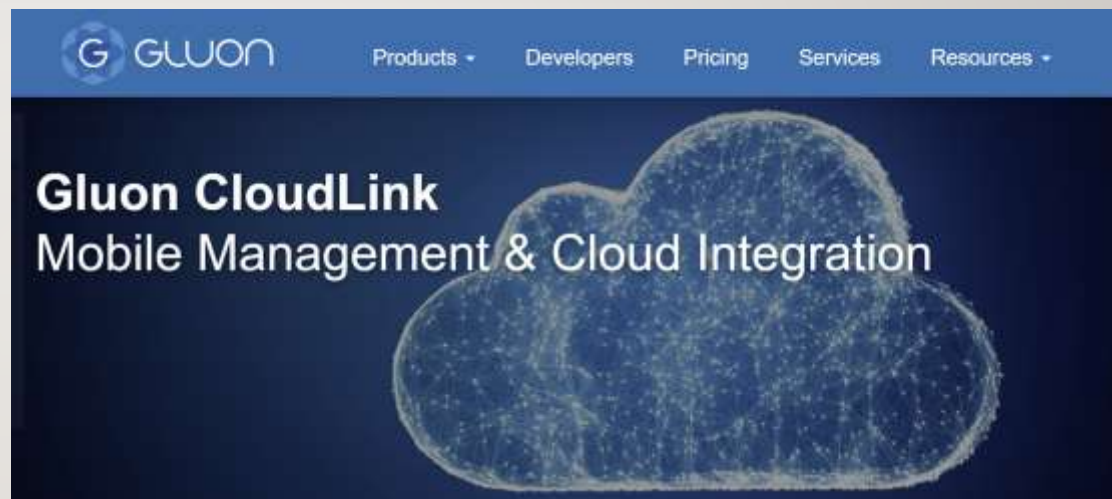 G GLUON
Products Developers Pricing Services Resources
Gluon CloudLink
Mobile Management & Cloud Integration